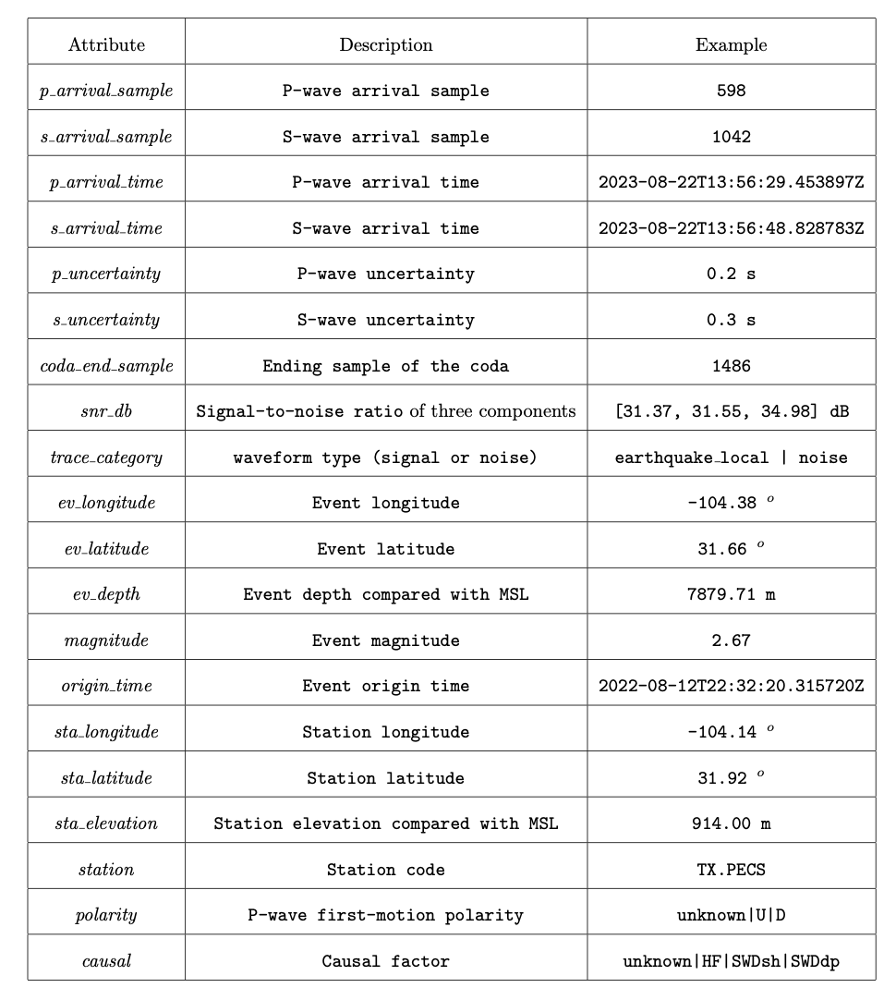 Attribute Description Example
p_arrival_sample P-wave arrival sample 598
s_arrival_sample S-wave arrival sample 1042
p_arrival_time P-wave arrival time 2023-08-22T13:56:29.453897Z
s_arrival_time S-wave arrival time 2023-08-22T13:56:48.828783Z
p_uncertainty P-wave uncertainty 0.2 s
s_uncertainty S-wave uncertainty 0.3 s
coda_end_sample Ending sample of the coda 1486
snr_db Signal-to-noise ratio of three components [31.37, 31.55, 34.98] dB
trace_category waveform type (signal or noise) earthquake_local | noise
ev_longitude Event longitude -104.38 °
ev_latitude Event latitude 31.66 °
ev_depth Event depth compared with MSL 7879.71 m
magnitude Event magnitude 2.67
origin_time Event origin time 2022-08-12T22:32:20.315720Z
sta_longitude Station longitude -104.14 °
sta_latitude Station latitude 31.92 °
sta_elevation Station elevation compared with MSL 914.00 m
station Station code TX.PECS
polarity P-wave first-motion polarity unknown|U|D
causal Causal factor unknown|HF|SWDsh|SWDdp